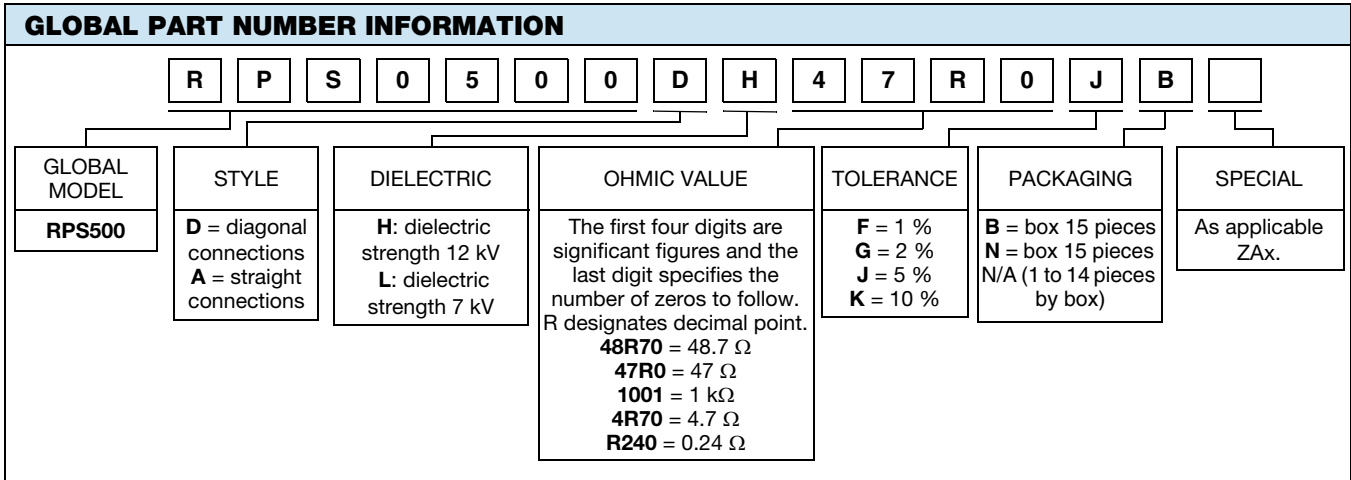 GLOBAL PART NUMBER INFORMATION
R P S 0 5 0 0 D H 4 7 R 0 J B
GLOBAL
MODEL
RPS500
STYLE
D = diagonal
connections
A = straight
connections
DIELECTRIC
H: dielectric
strength 12 kV
L: dielectric
strength 7 kV
OHMIC VALUE
The first four digits are
significant figures and the
last digit specifies the
number of zeros to follow.
R designates decimal point.
48R70 = 48.7 Ω
47R0 = 47 Ω
1001 = 1 kΩ
4R70 = 4.7 Ω
R240 = 0.24 Ω
TOLERANCE
F = 1 %
G = 2 %
J = 5 %
K = 10 %
PACKAGING
B = box 15 pieces
N = box 15 pieces
N/A (1 to 14 pieces
by box)
SPECIAL
As applicable
ZAx.